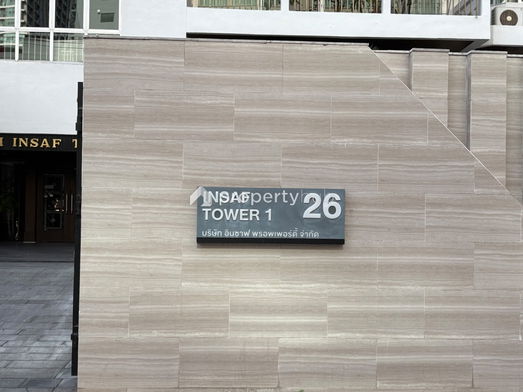 INSAF
TOWER 1
26
บริษัท อินซาฟ พรอพเพอร์ตี้ จำกัด
INSAF T
property